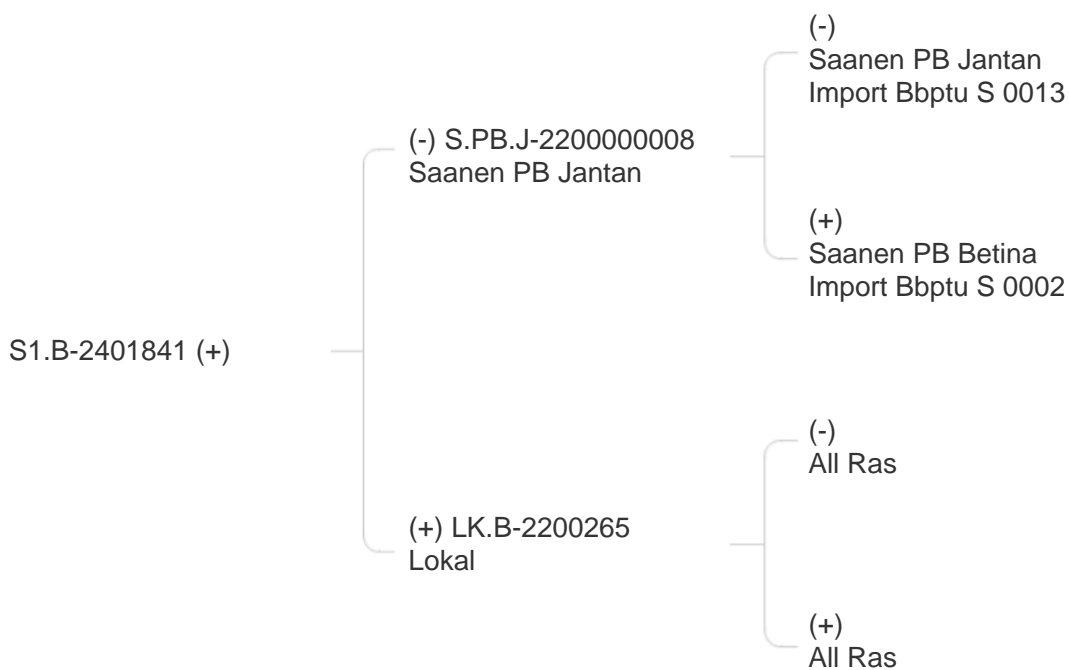 (-)
Saanen PB Jantan
Import Bbptu S 0013
(-) S.PB.J-2200000008
Saanen PB Jantan
(+)
Saanen PB Betina
Import Bbptu S 0002
S1.B-2401841 (+)
(-)
All Ras
(+) LK.B-2200265
Lokal
(+)
All Ras